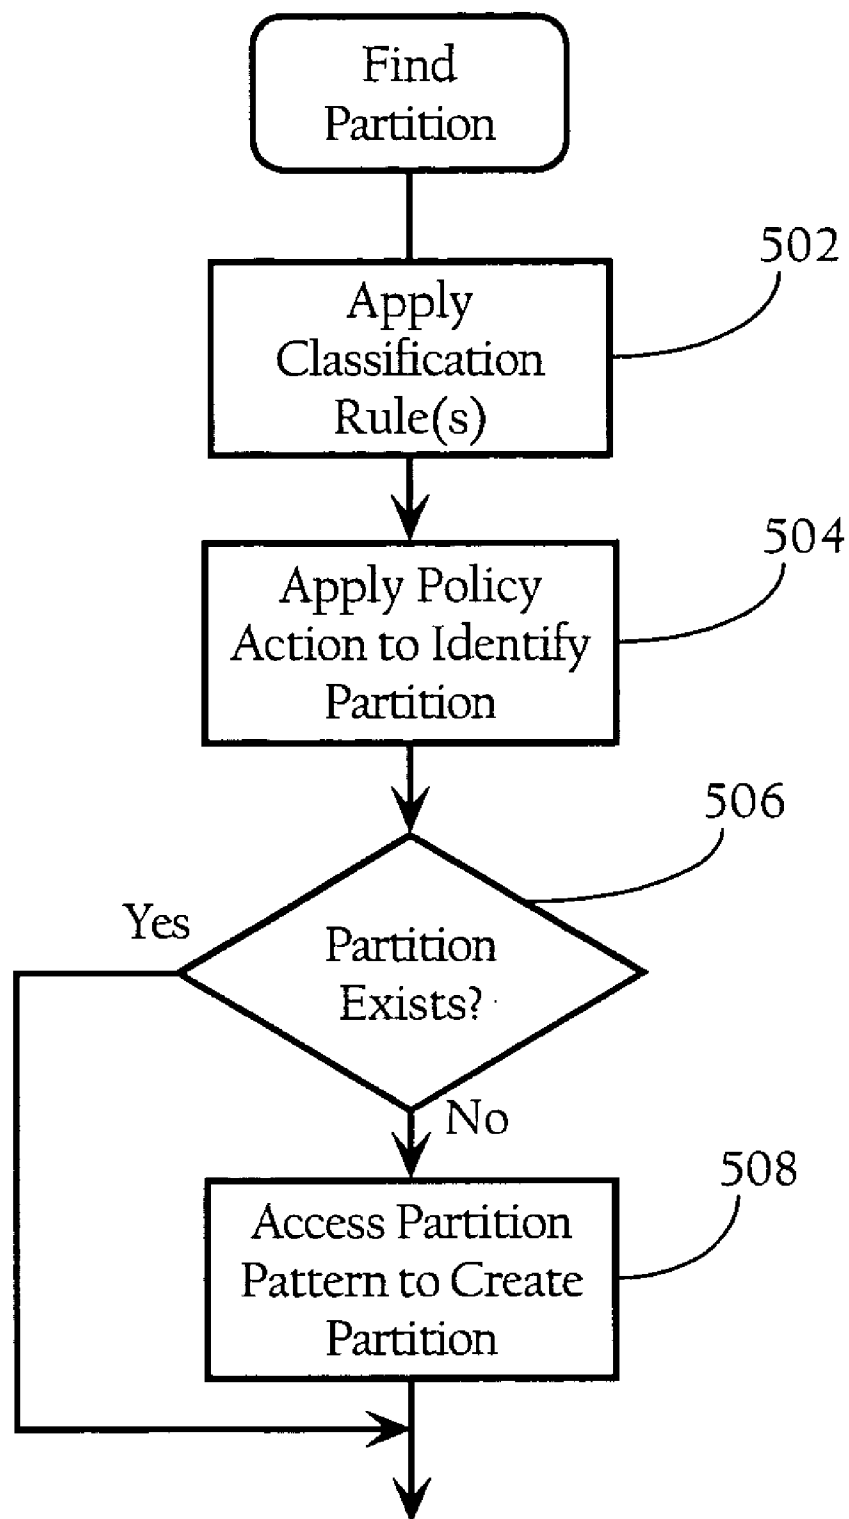 Find
Partition
502
Apply
Classification
Rule(s)
504
Apply Policy
Action to Identify
Partition
506
Yes
Partition
Exists?
No
508
Access Partition
Pattern to Create
Partition